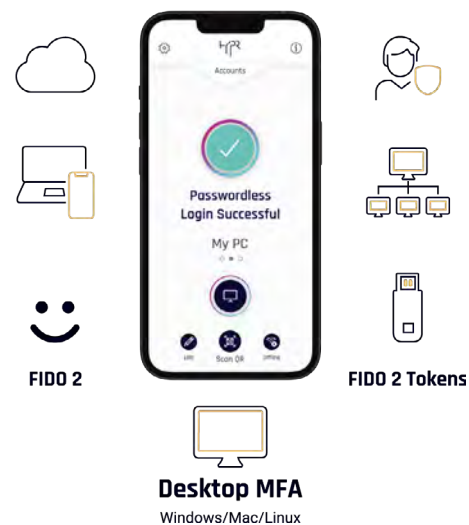 HYPR
Accounts
Passwordless
Login Successful
My PC
Scan QR
FIDO 2
FIDO 2 Tokens
Desktop MFA
Windows/Mac/Linux